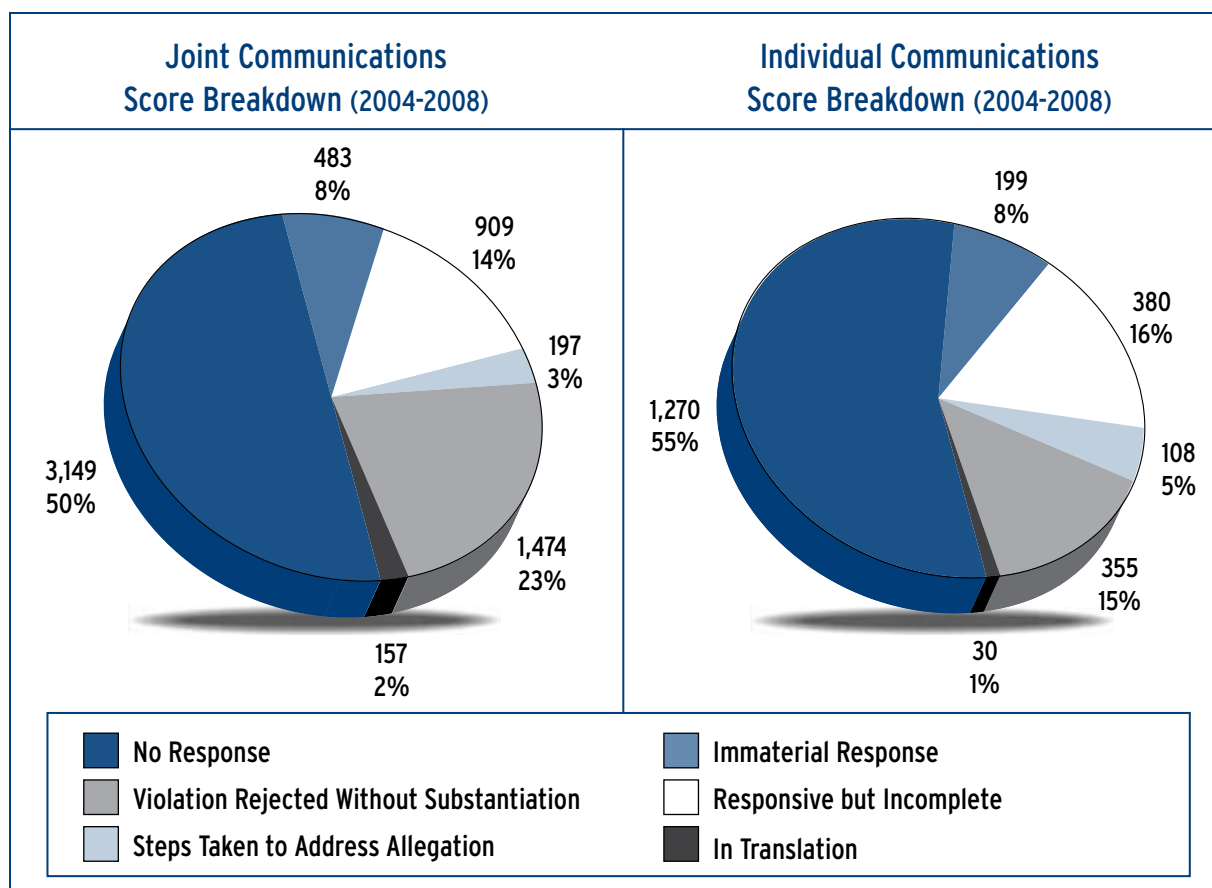 Joint Communications
Score Breakdown (2004-2008)
483
8%
909
14%
197
3%
1,474
23%
157
2%
3,149
50%
Individual Communications
Score Breakdown (2004-2008)
199
8%
380
16%
108
5%
355
15%
30
1%
1,270
55%
No Response
Violation Rejected Without Substantiation
Steps Taken to Address Allegation
Immaterial Response
Responsive but Incomplete
In Translation